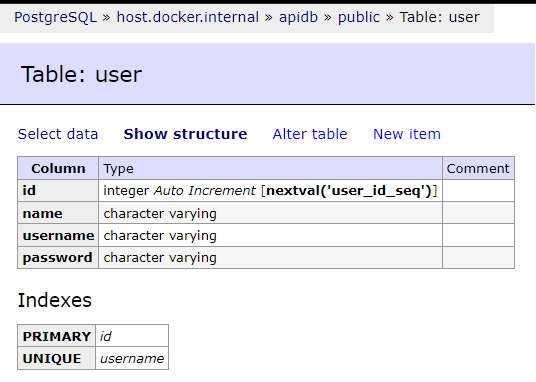 PostgreSQL » host.docker.internal » apidb » public » Table: user
Table: user
Select data Show structure Alter table New item
Column Type Comment
id integer Auto Increment [nextval('user_id_seq')]
name character varying
username character varying
password character varying
Indexes
PRIMARY id
UNIQUE username